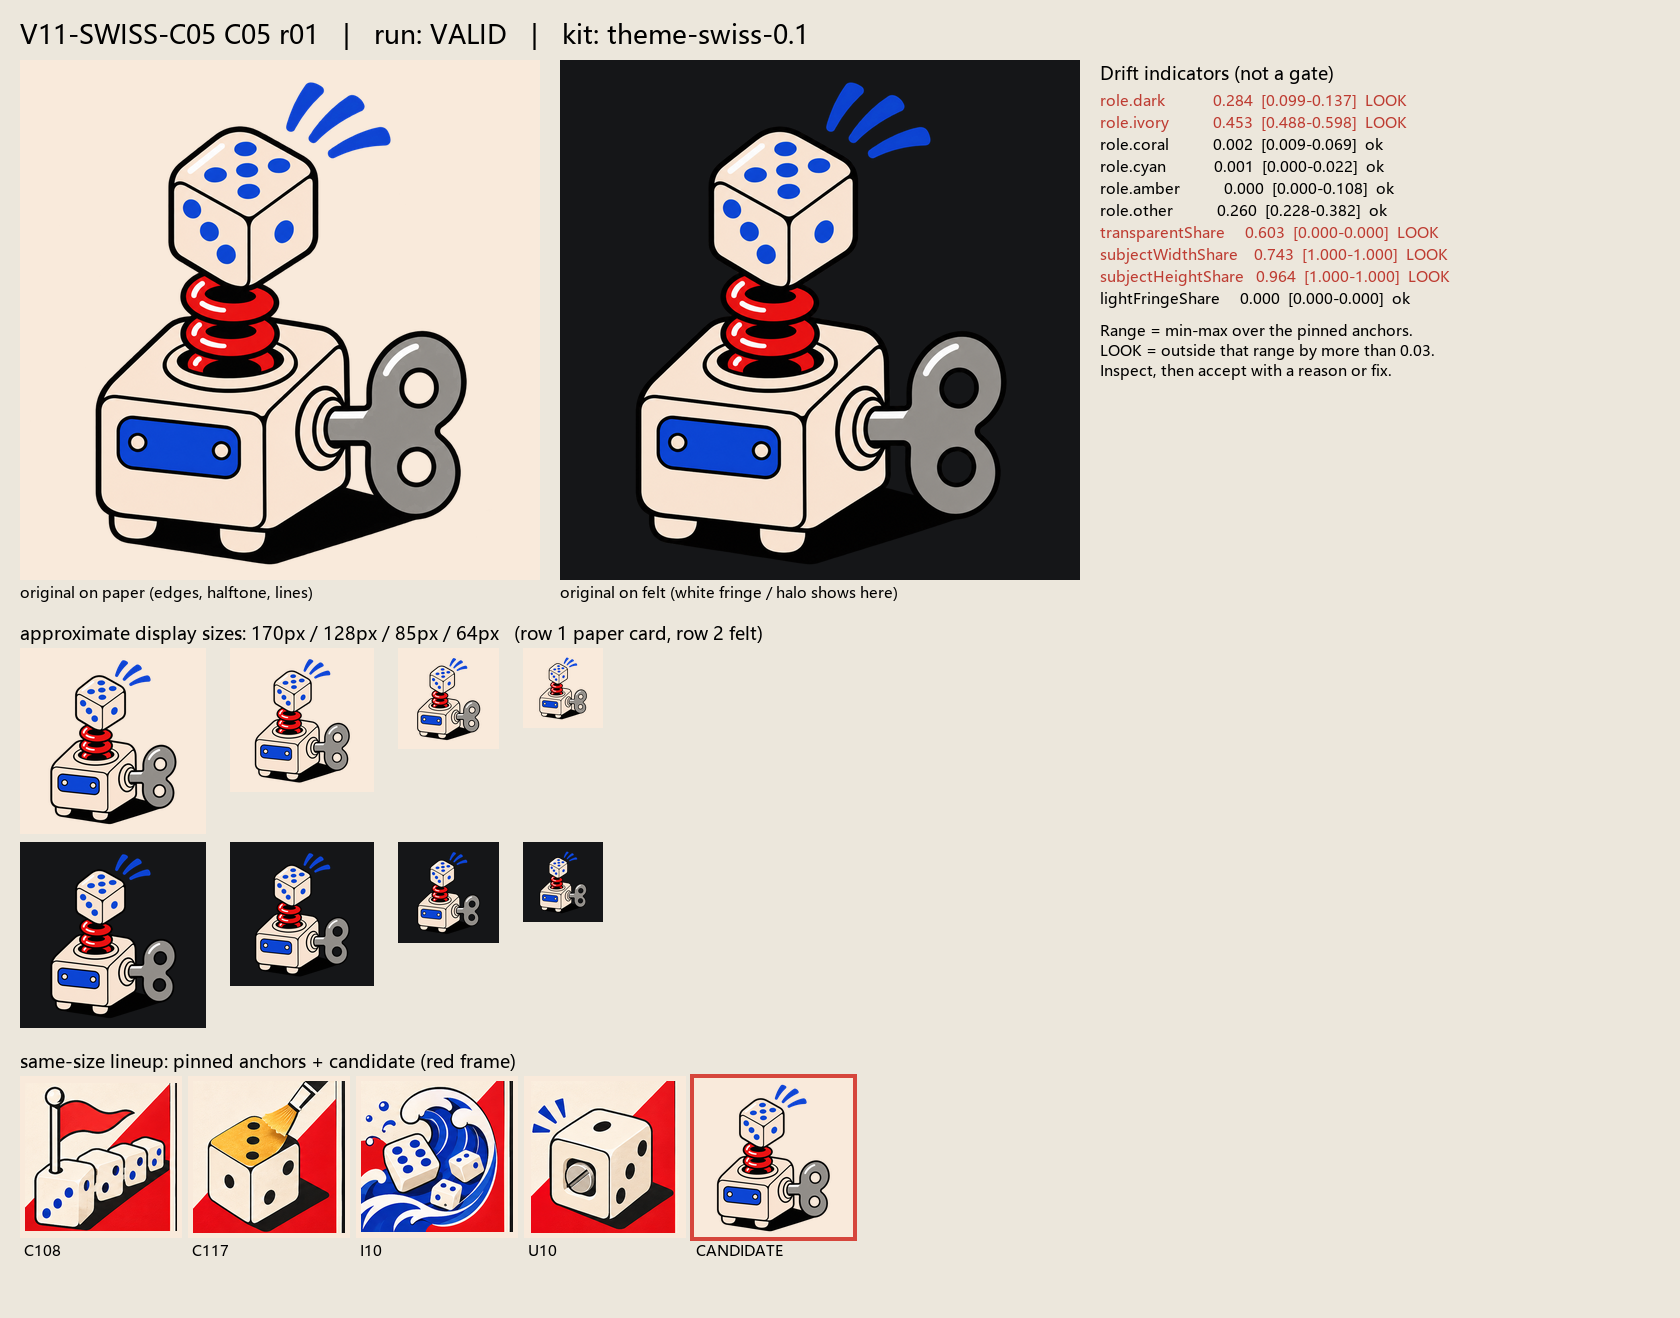 V11-SWISS-C05 C05 r01 | run: VALID | kit: theme-swiss-0.1
Drift indicators (not a gate)
role.dark 0.284 [0.099-0.137] LOOK
role.ivory 0.453 [0.488-0.598] LOOK
role.coral 0.002 [0.009-0.069] ok
role.cyan 0.001 [0.000-0.022] ok
role.amber 0.000 [0.000-0.108] ok
role.other 0.260 [0.228-0.382] ok
transparentShare 0.603 [0.000-0.000] LOOK
subjectWidthShare 0.743 [1.000-1.000] LOOK
subjectHeightShare 0.964 [1.000-1.000] LOOK
lightFringeShare 0.000 [0.000-0.000] ok
Range = min-max over the pinned anchors.
LOOK = outside that range by more than 0.03.
Inspect, then accept with a reason or fix.
original on paper (edges, halftone, lines)
original on felt (white fringe / halo shows here)
approximate display sizes: 170px / 128px / 85px / 64px (row 1 paper card, row 2 felt)
same-size lineup: pinned anchors + candidate (red frame)
C108
C117
I10
U10
CANDIDATE